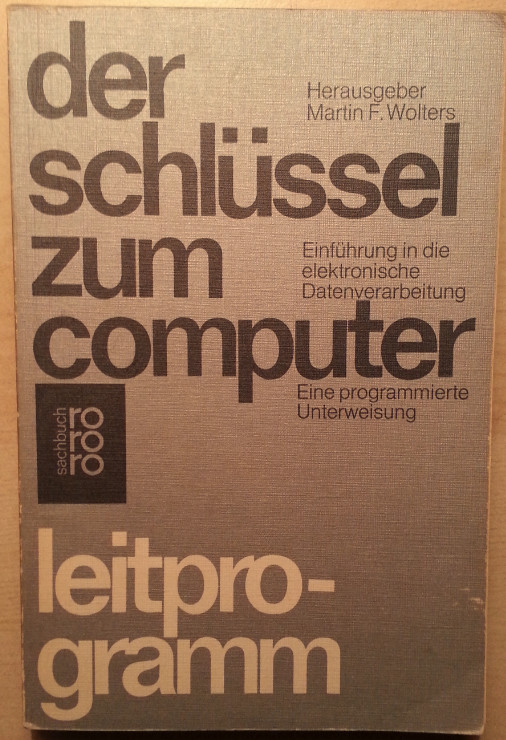 der
schlüssel
zum
computer
Herausgeber
Martin F. Wolters
Einführung in die
elektronische
Datenverarbeitung
Eine programmierte
Unterweisung
sachbuch
ro
ro
ro
leitpro-
gramm